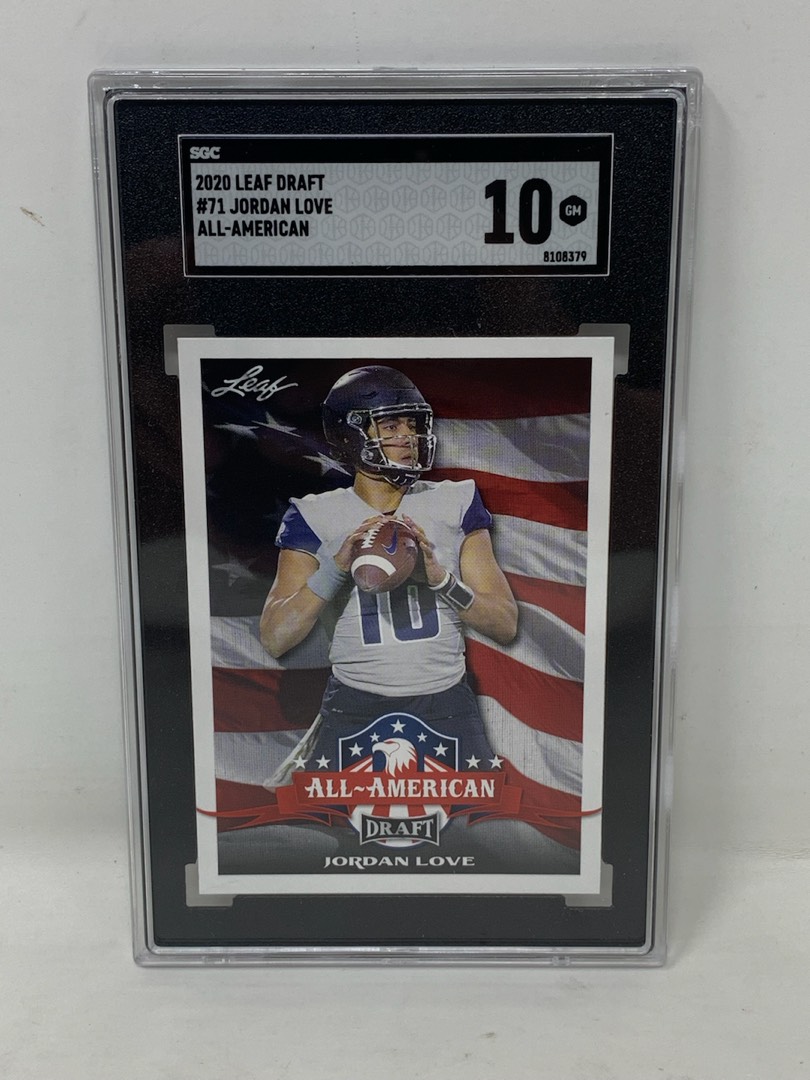 SGC
2020 LEAF DRAFT
#71 JORDAN LOVE
ALL-AMERICAN
10 GM
8108379
Leaf
10
ALL~AMERICAN
DRAFT
JORDAN LOVE